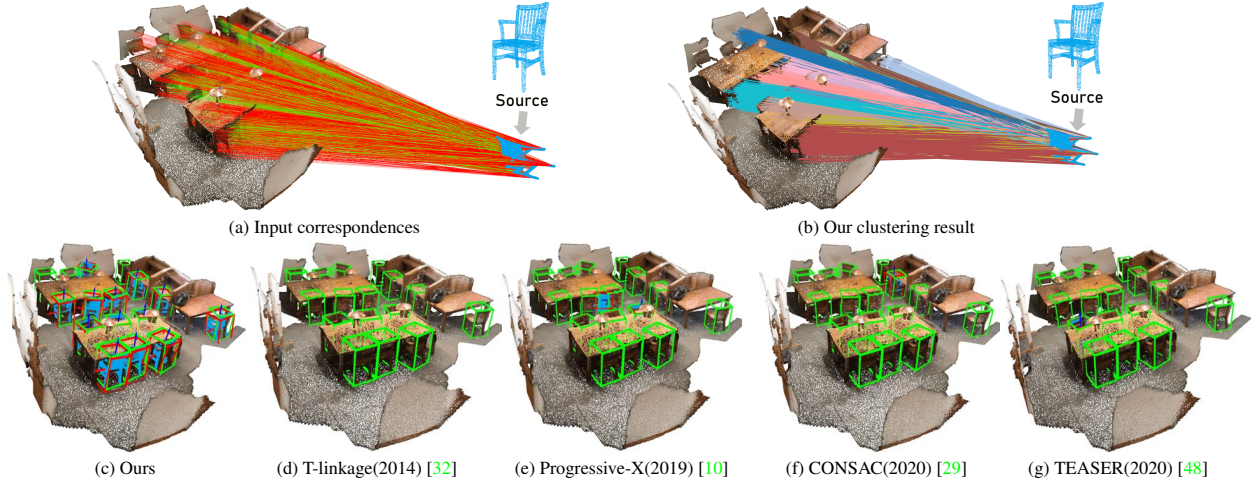 Source
Source
(a) Input correspondences
(b) Our clustering result
(c) Ours
(d) T-linkage(2014) [32]
(e) Progressive-X(2019) [10]
(f) CONSAC(2020) [29]
(g) TEASER(2020) [48]